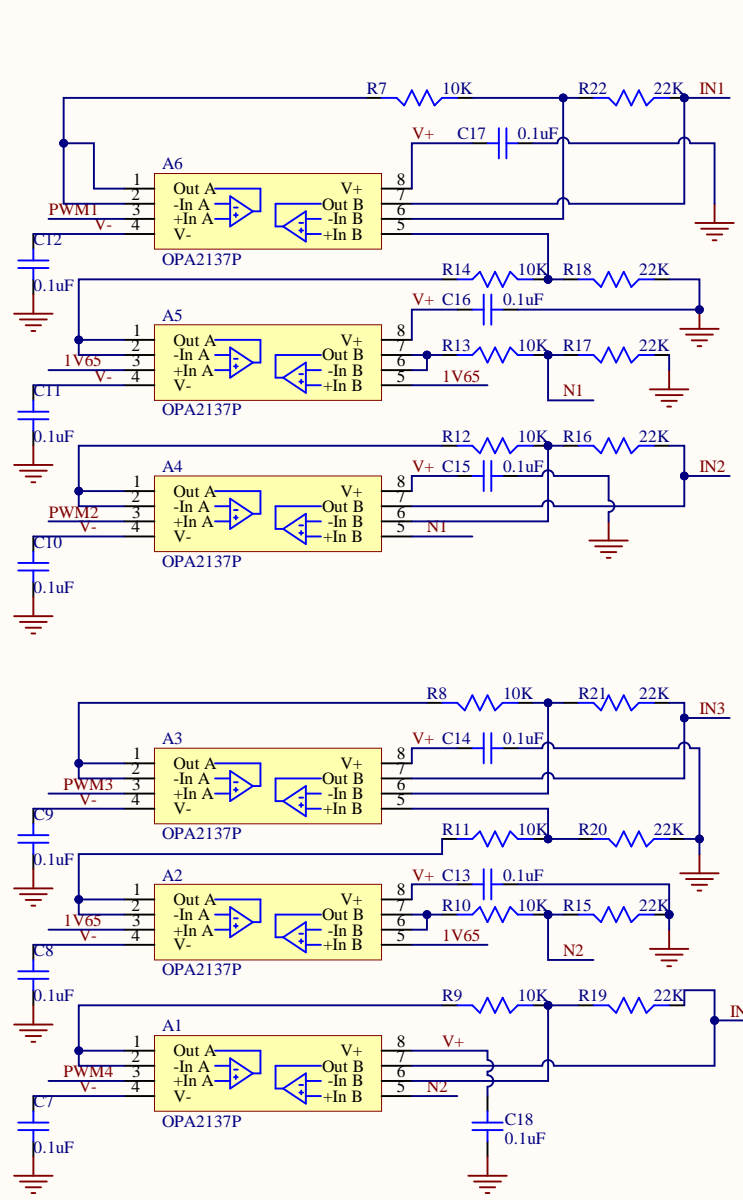 R7 10K R22 22K IN1
V+ C17 0.1uF
A6
1 Out A V+ 8
2 -In A Out B 7
PWM1 3 +In A -In B 6
V- 4 V- +In B 5
C12
OPA2137P
0.1uF
R14 10K R18 22K
V+ C16 0.1uF
A5
1 Out A V+ 8
2 -In A Out B 7 R13 10K R17 22K
1V65 3 +In A -In B 6
V- 4 V- +In B 5 1V65
C11 N1
OPA2137P
0.1uF
R12 10K R16 22K
V+ C15 0.1uF IN2
A4
1 Out A V+ 8
2 -In A Out B 7
PWM2 3 +In A -In B 6
V- 4 V- +In B 5 N1
C10
OPA2137P
0.1uF
R8 10K R21 22K
IN3
V+ C14 0.1uF
A3
1 Out A V+ 8
2 -In A Out B 7
PWM3 3 +In A -In B 6
V- 4 V- +In B 5
C9
OPA2137P R11 10K R20 22K
0.1uF
V+ C13 0.1uF
A2
1 Out A V+ 8
2 -In A Out B 7 R10 10K R15 22K
1V65 3 +In A -In B 6
V- 4 V- +In B 5 1V65
C8 N2
OPA2137P
0.1uF
R9 10K R19 22K
IN
A1
1 Out A V+ 8 V+
2 -In A Out B 7
PWM4 3 +In A -In B 6
V- 4 V- +In B 5 N2
C7
OPA2137P C18
0.1uF 0.1uF